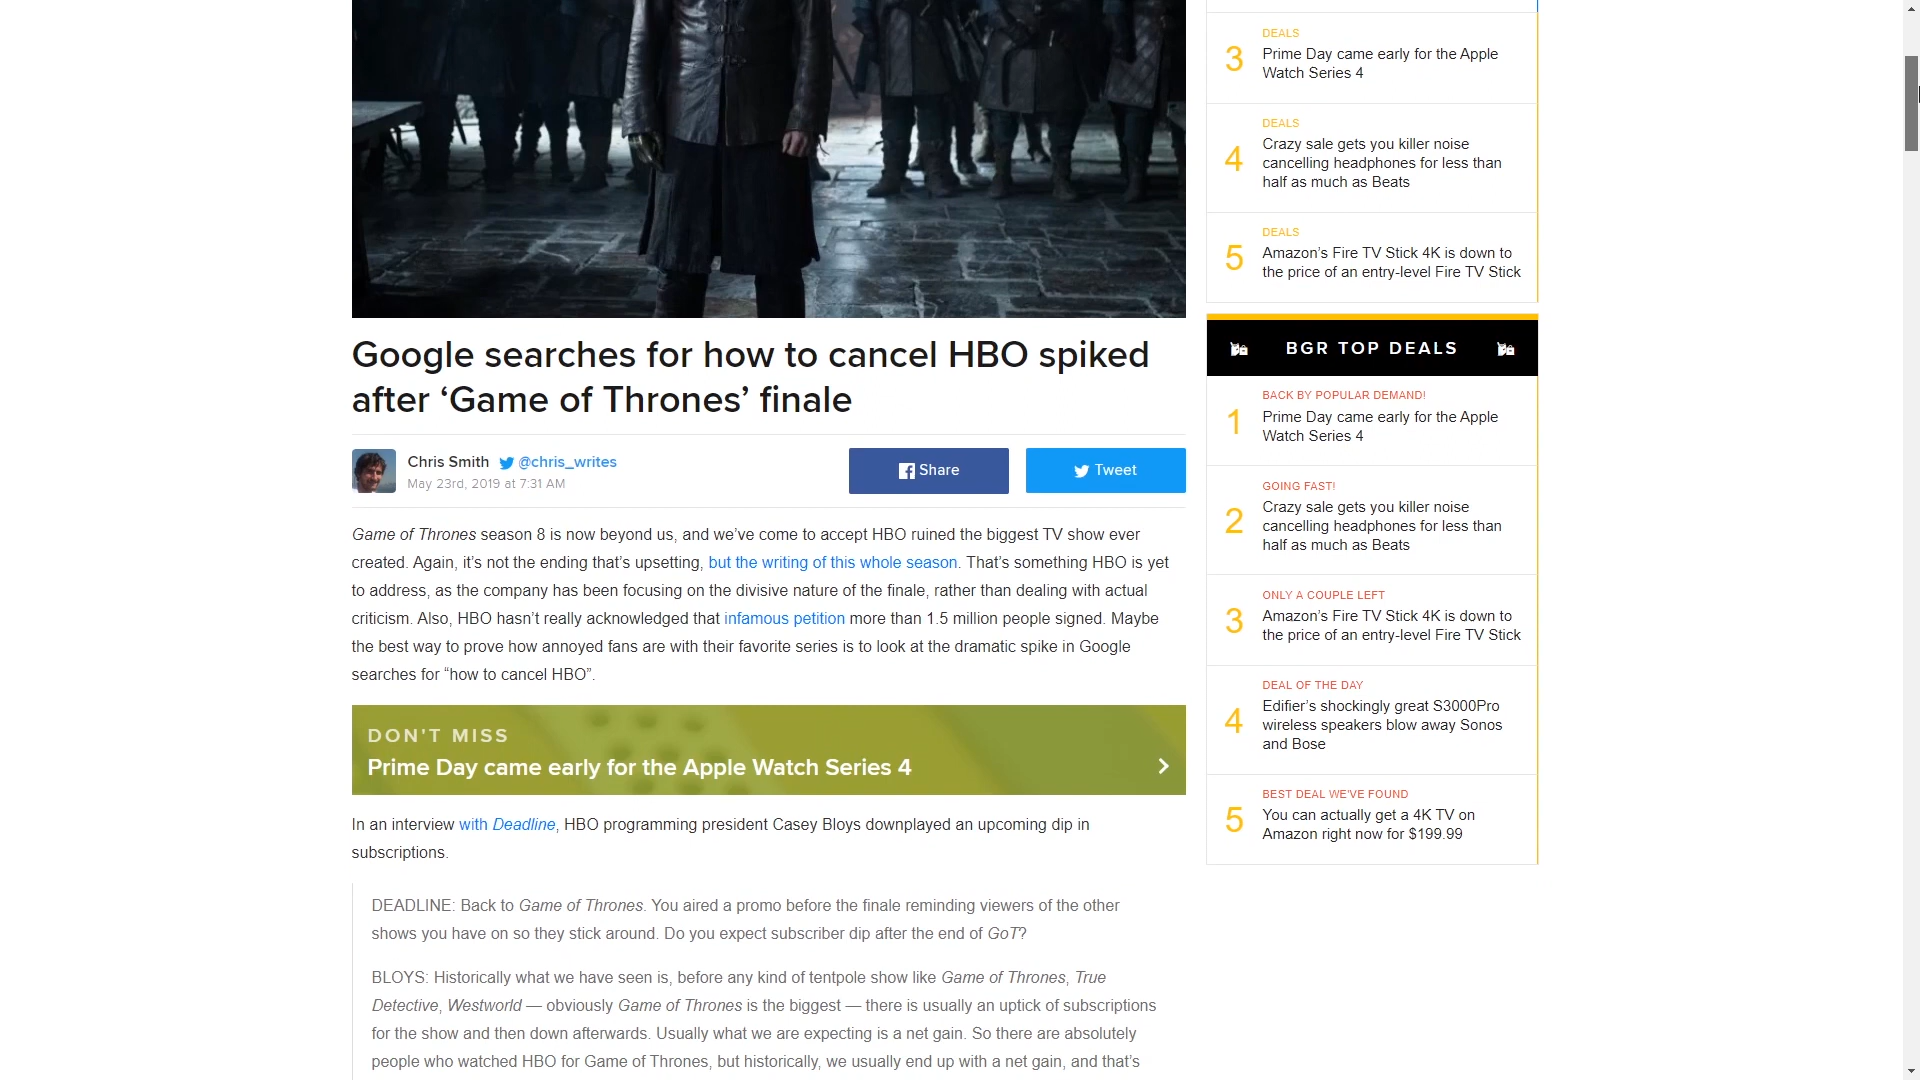 Google searches for how to cancel HBO spiked
after ‘Game of Thrones’ finale
Chris Smith @chris_writes
May 23rd, 2019 at 7:31 AM
Share
Tweet
Game of Thrones season 8 is now beyond us, and we’ve come to accept HBO ruined the biggest TV show ever
created. Again, it’s not the ending that’s upsetting, but the writing of this whole season. That’s something HBO is yet
to address, as the company has been focusing on the divisive nature of the finale, rather than dealing with actual
criticism. Also, HBO hasn’t really acknowledged that infamous petition more than 1.5 million people signed. Maybe
the best way to prove how annoyed fans are with their favorite series is to look at the dramatic spike in Google
searches for “how to cancel HBO”.
DON'T MISS
Prime Day came early for the Apple Watch Series 4
In an interview with Deadline, HBO programming president Casey Bloys downplayed an upcoming dip in
subscriptions.
DEADLINE: Back to Game of Thrones. You aired a promo before the finale reminding viewers of the other
shows you have on so they stick around. Do you expect subscriber dip after the end of GoT?
BLOYS: Historically what we have seen is, before any kind of tentpole show like Game of Thrones, True
Detective, Westworld — obviously Game of Thrones is the biggest — there is usually an uptick of subscriptions
for the show and then down afterwards. Usually what we are expecting is a net gain. So there are absolutely
people who watched HBO for Game of Thrones, but historically, we usually end up with a net gain, and that’s
DEALS
3
Prime Day came early for the Apple
Watch Series 4
DEALS
4
Crazy sale gets you killer noise
cancelling headphones for less than
half as much as Beats
DEALS
5
Amazon’s Fire TV Stick 4K is down to
the price of an entry-level Fire TV Stick
BGR TOP DEALS
BACK BY POPULAR DEMAND!
1
Prime Day came early for the Apple
Watch Series 4
GOING FAST!
2
Crazy sale gets you killer noise
cancelling headphones for less than
half as much as Beats
ONLY A COUPLE LEFT
3
Amazon’s Fire TV Stick 4K is down to
the price of an entry-level Fire TV Stick
DEAL OF THE DAY
4
Edifier’s shockingly great S3000Pro
wireless speakers blow away Sonos
and Bose
BEST DEAL WE'VE FOUND
5
You can actually get a 4K TV on
Amazon right now for $199.99